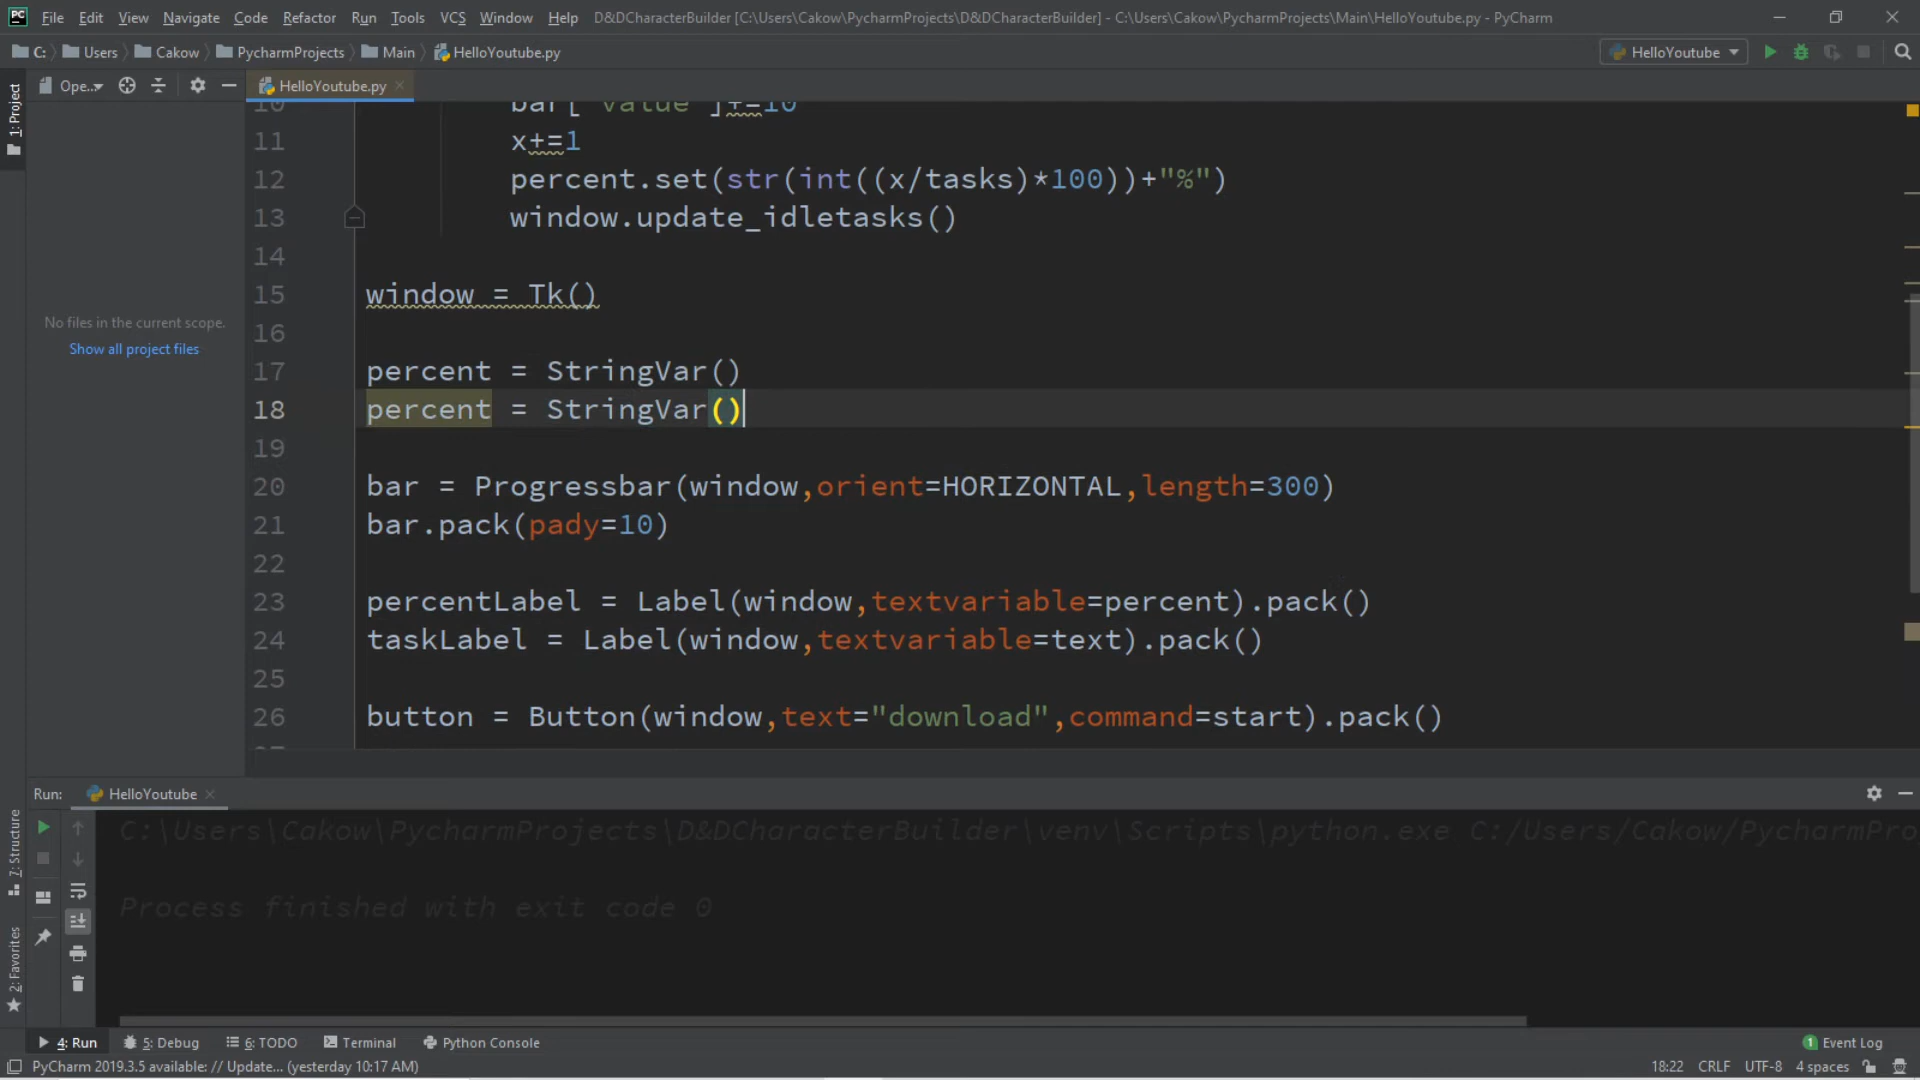 File Edit View Navigate Code Refactor Run Tools VCS Window Help D&DCharacterBuilder [C:\Users\Cakow\PycharmProjects\D&DCharacterBuilder] - C:\Users\Cakow\PycharmProjects\Main\HelloYoutube.py - PyCharm
C: Users Cakow PycharmProjects Main HelloYoutube.py HelloYoutube
Ope... HelloYoutube.py
1: Project
10 bar["value"]+=10
11 x+=1
12 percent.set(str(int((x/tasks)*100))+"%")
13 window.update_idletasks()
14
15 window = Tk()
16
17 percent = StringVar()
18 percent = StringVar()
19
20 bar = Progressbar(window,orient=HORIZONTAL,length=300)
21 bar.pack(pady=10)
22
23 percentLabel = Label(window,textvariable=percent).pack()
24 taskLabel = Label(window,textvariable=text).pack()
25
26 button = Button(window,text="download",command=start).pack()
No files in the current scope.
Show all project files
Run: HelloYoutube
C:\Users\Cakow\PycharmProjects\D&DCharacterBuilder\venv\Scripts\python.exe C:/Users/Cakow/PycharmPro
Process finished with exit code 0
7: Structure
2: Favorites
4: Run 5: Debug 6: TODO Terminal Python Console 1 Event Log
PyCharm 2019.3.5 available: // Update... (yesterday 10:17 AM) 18:22 CRLF UTF-8 4 spaces